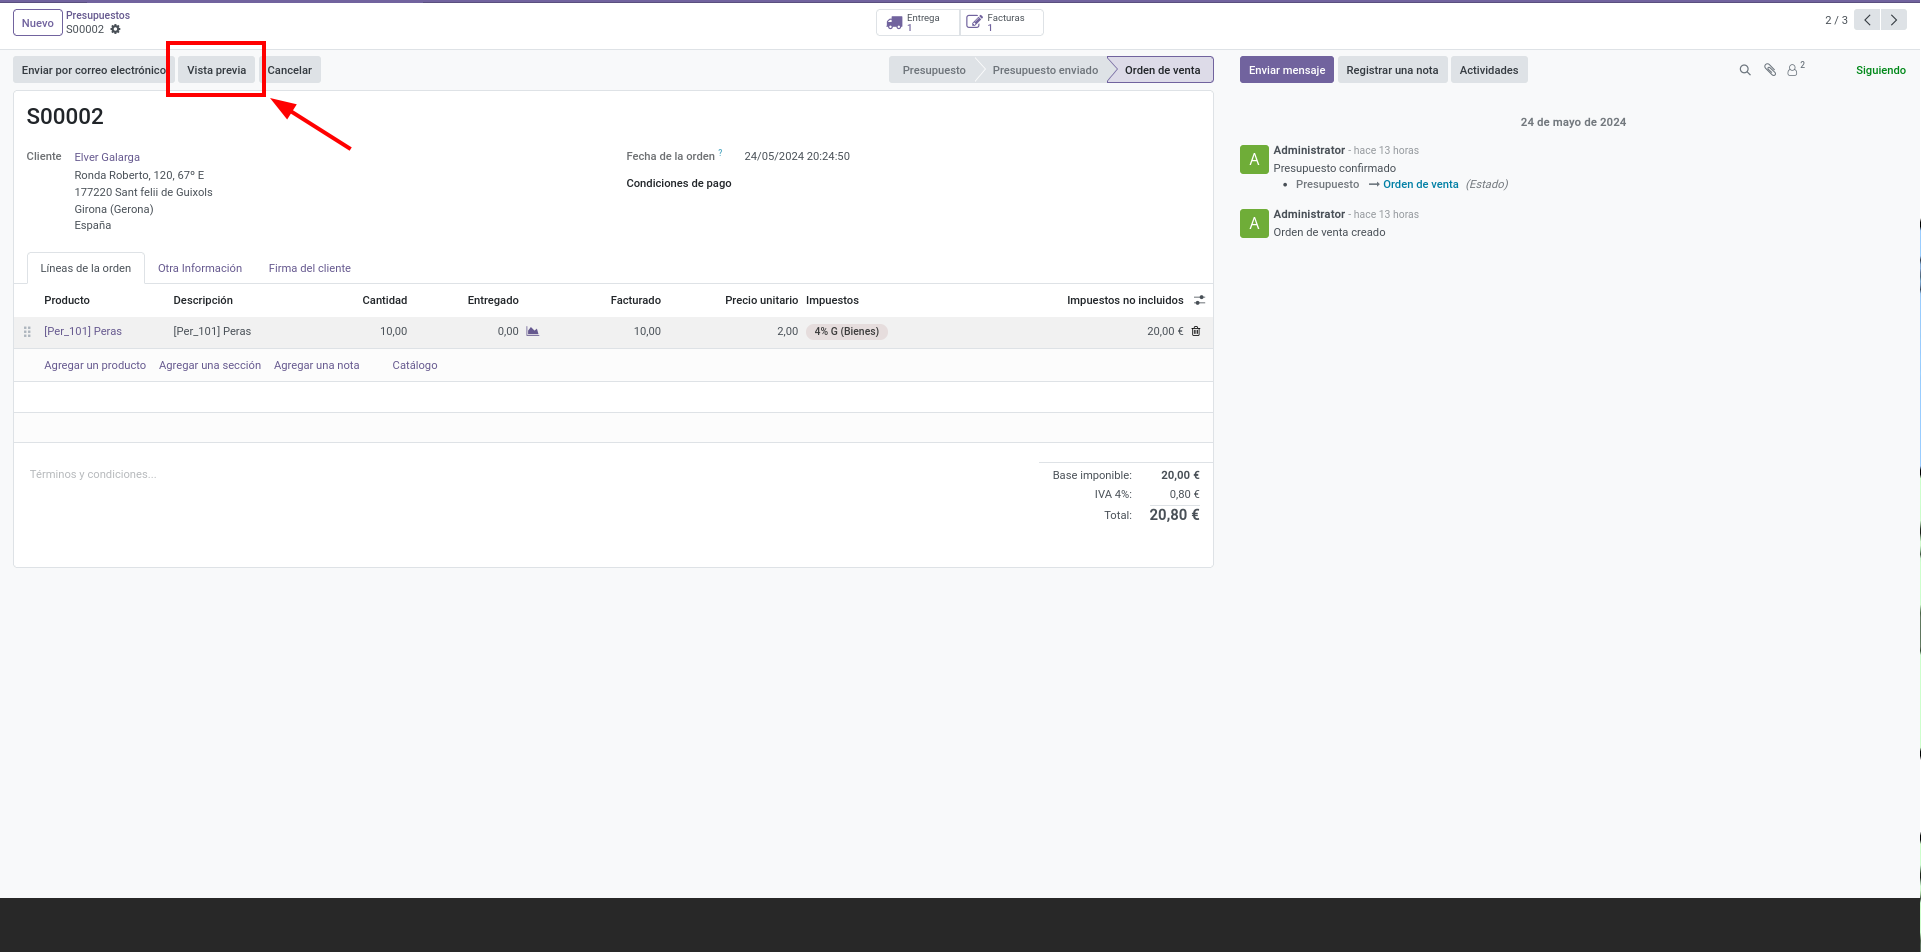 Nuevo
Presupuestos
S00002
Entrega
1
Facturas
1
2 / 3
Enviar por correo electrónico
Vista previa
Cancelar
Presupuesto
Presupuesto enviado
Orden de venta
Enviar mensaje
Registrar una nota
Actividades
2
Siguiendo
S00002
Cliente
Elver Galarga
Ronda Roberto, 120, 67º E
177220 Sant felii de Guixols
Girona (Gerona)
España
Fecha de la orden ?
24/05/2024 20:24:50
Condiciones de pago
Líneas de la orden
Otra Información
Firma del cliente
Producto Descripción Cantidad Entregado Facturado Precio unitario Impuestos Impuestos no incluidos
[Per_101] Peras [Per_101] Peras 10,00 0,00 10,00 2,00 4% G (Bienes) 20,00 €
Agregar un producto Agregar una sección Agregar una nota Catálogo
Términos y condiciones...
Base imponible: 20,00 €
IVA 4%: 0,80 €
Total: 20,80 €
24 de mayo de 2024
A
Administrator - hace 13 horas
Presupuesto confirmado
• Presupuesto → Orden de venta (Estado)
A
Administrator - hace 13 horas
Orden de venta creado